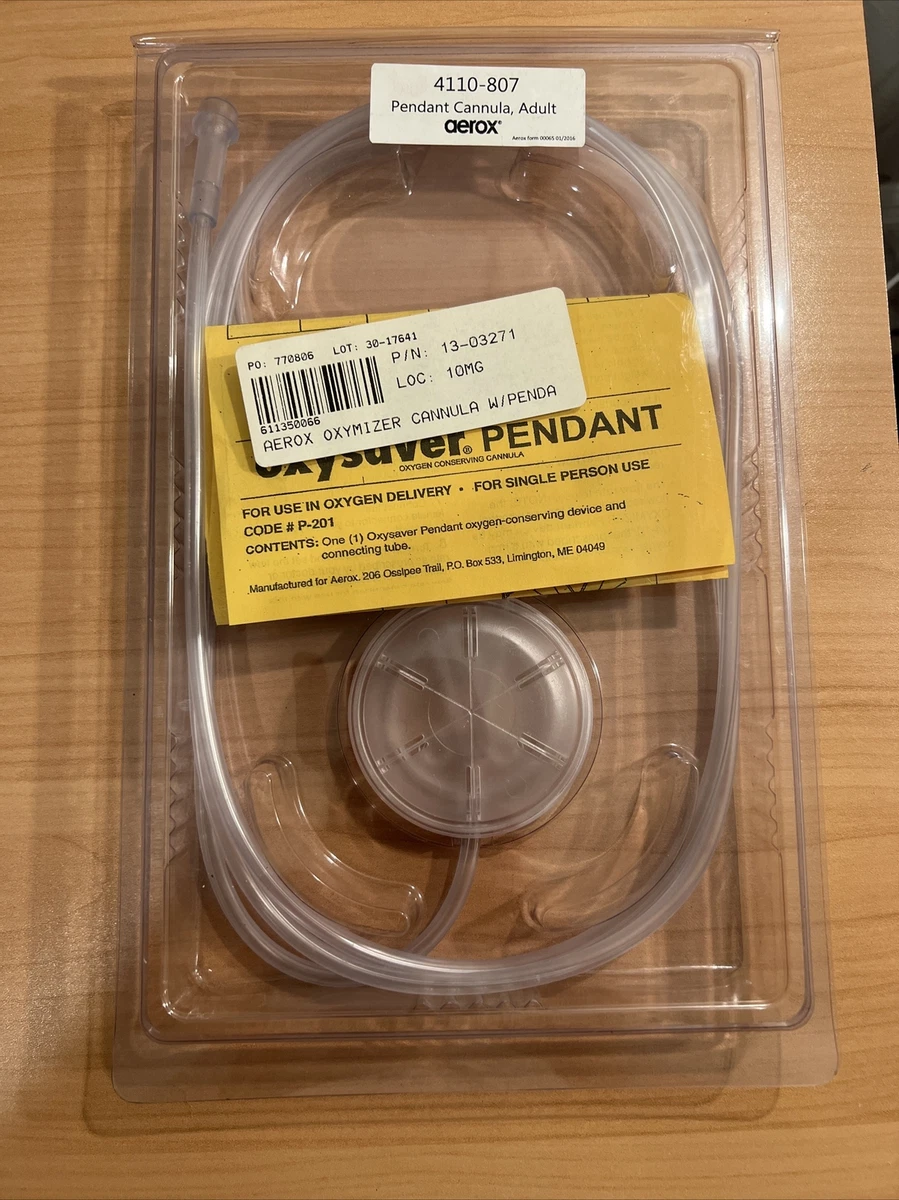 4110-807
Pendant Cannula, Adult
aerox®
Aerox form 00065 01/2016
PO: 770806 LOT: 30-17641
P/N: 13-03271
LOC: 10MG
611350066
AEROX OXYMIZER CANNULA W/PENDA
oxysaver® PENDANT
OXYGEN CONSERVING CANNULA
FOR USE IN OXYGEN DELIVERY • FOR SINGLE PERSON USE
CODE # P-201
CONTENTS: One (1) Oxysaver Pendant oxygen-conserving device and
connecting tube.
Manufactured for Aerox. 206 Ossipee Trail, P.O. Box 533, Limington, ME 04049